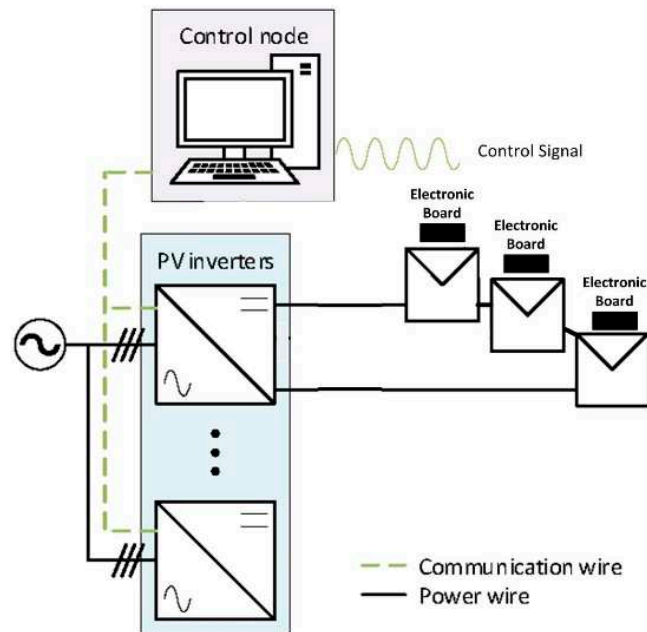 Control node
Control Signal
Electronic
Board
Electronic
Board
Electronic
Board
PV inverters
Communication wire
Power wire